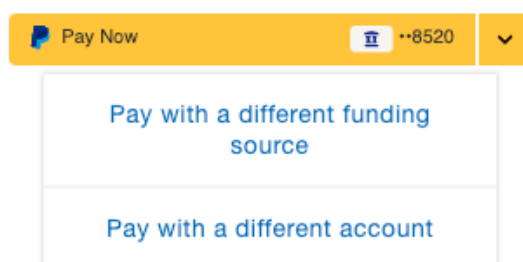 Pay Now ··8520
Pay with a different funding
source
Pay with a different account